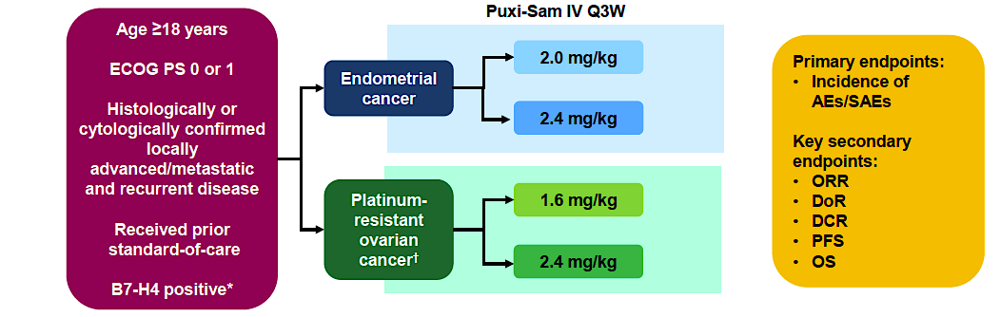 Puxi-Sam IV Q3W
Age ≥18 years
ECOG PS 0 or 1
Histologically or
cytologically confirmed
locally
advanced/metastatic
and recurrent disease
Received prior
standard-of-care
B7-H4 positive*
Endometrial
cancer
2.0 mg/kg
2.4 mg/kg
Platinum-
resistant
ovarian
cancer†
1.6 mg/kg
2.4 mg/kg
Primary endpoints:
• Incidence of
AEs/SAEs
Key secondary
endpoints:
• ORR
• DoR
• DCR
• PFS
• OS